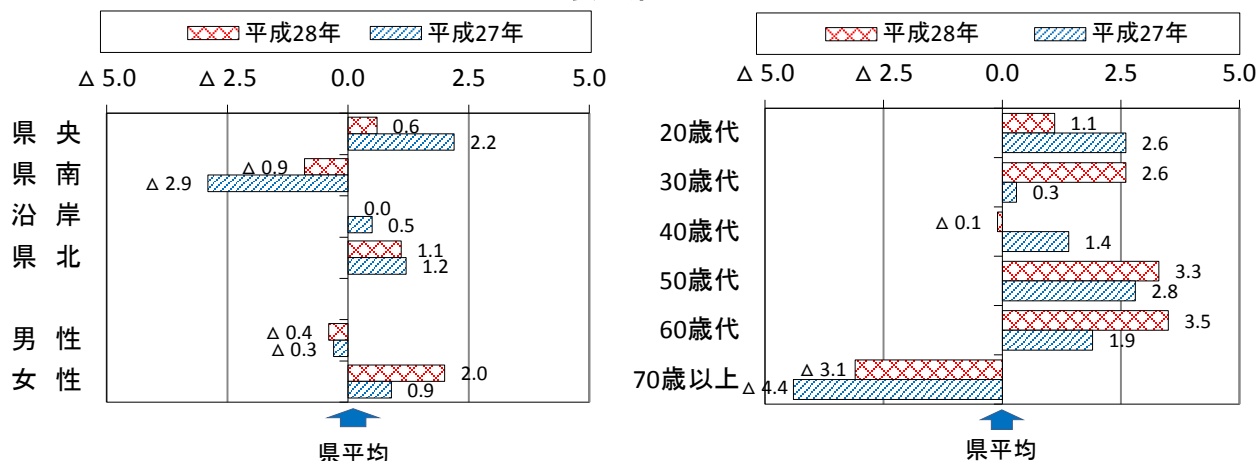 平成28年 平成27年
△ 5.0 △ 2.5 0.0 2.5 5.0
県 央 0.6
2.2
県 南 △ 0.9
△ 2.9
沿 岸 0.0
0.5
県 北 1.1
1.2
男 性 △ 0.4
△ 0.3
女 性 2.0
0.9
県平均
平成28年 平成27年
△ 5.0 △ 2.5 0.0 2.5 5.0
20歳代 1.1
2.6
30歳代 2.6
0.3
40歳代 △ 0.1
1.4
50歳代 3.3
2.8
60歳代 3.5
1.9
70歳以上 △ 3.1
△ 4.4
県平均